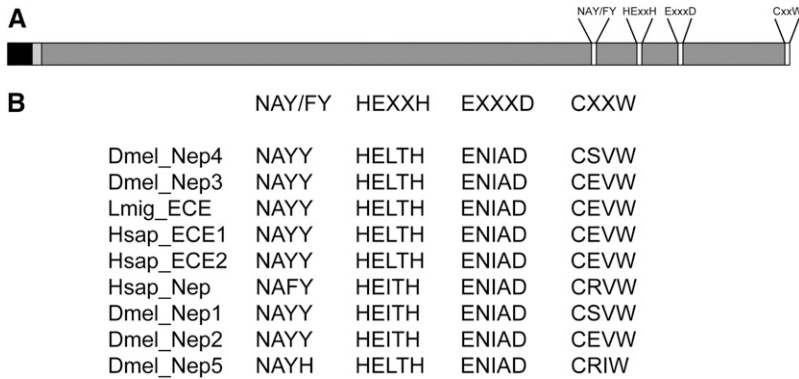 A
NAY/FY HExxH ExxxD CxxW
B
NAY/FY HEXXH EXXXD CXXW
Dmel_Nep4 NAYY HELTH ENIAD CSVW
Dmel_Nep3 NAYY HELTH ENIAD CEVW
Lmig_ECE NAYY HELTH ENIAD CEVW
Hsap_ECE1 NAYY HELTH ENIAD CEVW
Hsap_ECE2 NAYY HELTH ENIAD CEVW
Hsap_Nep NAFY HEITH ENIAD CRVW
Dmel_Nep1 NAYY HEITH ENIAD CSVW
Dmel_Nep2 NAYY HEITH ENIAD CEVW
Dmel_Nep5 NAYH HELTH ENIAD CRIW